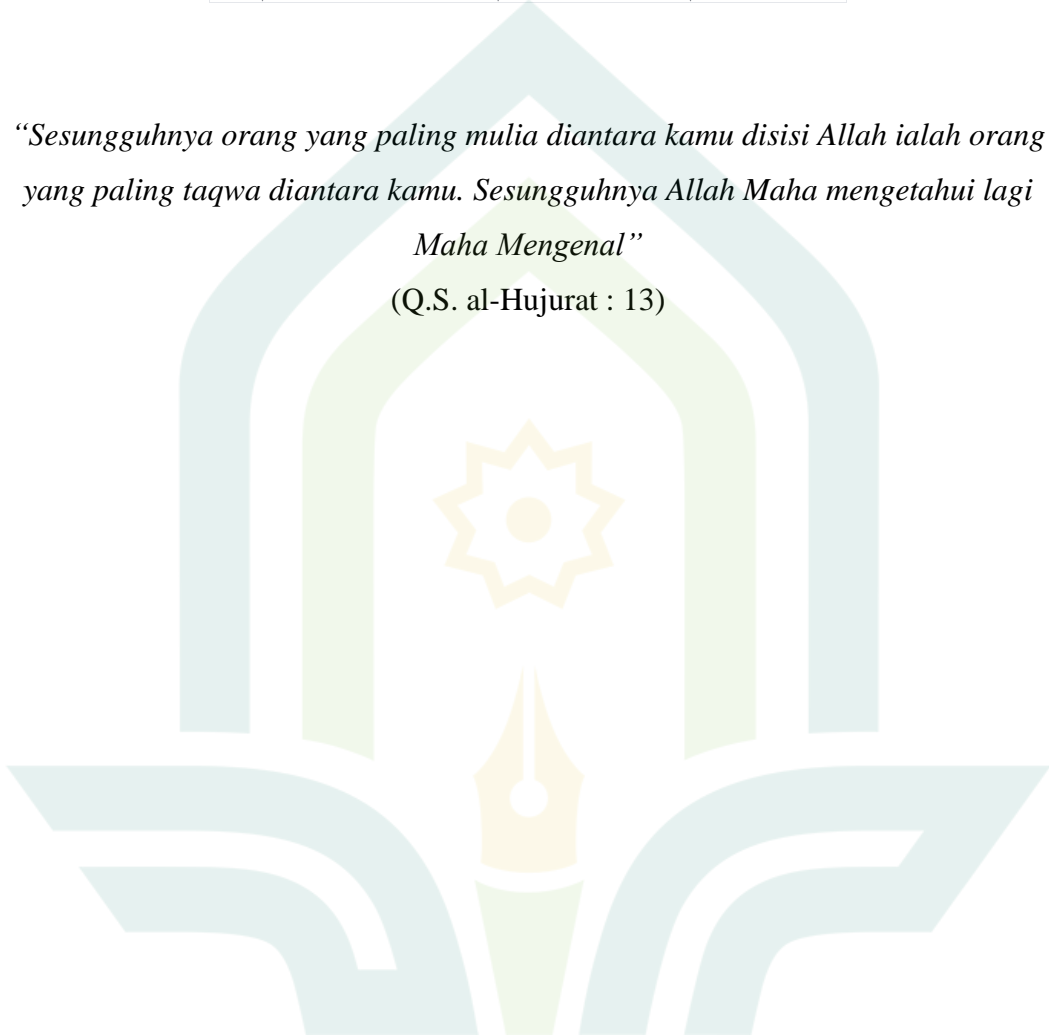 “Sesungguhnya orang yang paling mulia diantara kamu disisi Allah ialah orang
yang paling taqwa diantara kamu. Sesungguhnya Allah Maha mengetahui lagi
Maha Mengenal”
(Q.S. al-Hujurat : 13)